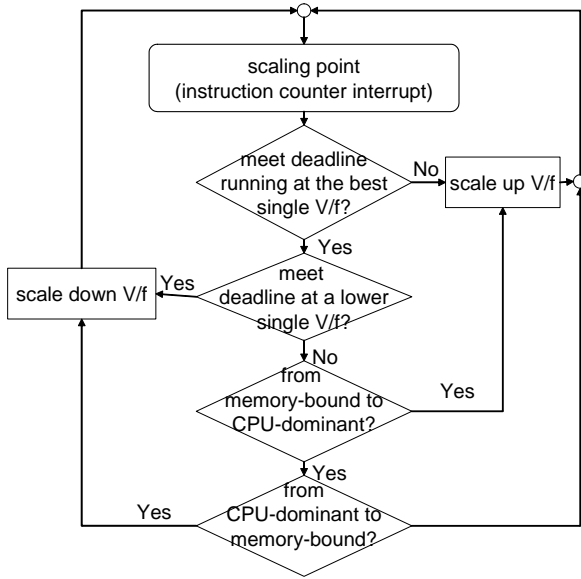 scaling point
(instruction counter interrupt)
meet deadline
running at the best
single V/f?
No
scale up V/f
Yes
meet
deadline at a lower
single V/f?
Yes
scale down V/f
No
from
memory-bound to
CPU-dominant?
Yes
Yes
from
CPU-dominant to
memory-bound?
Yes